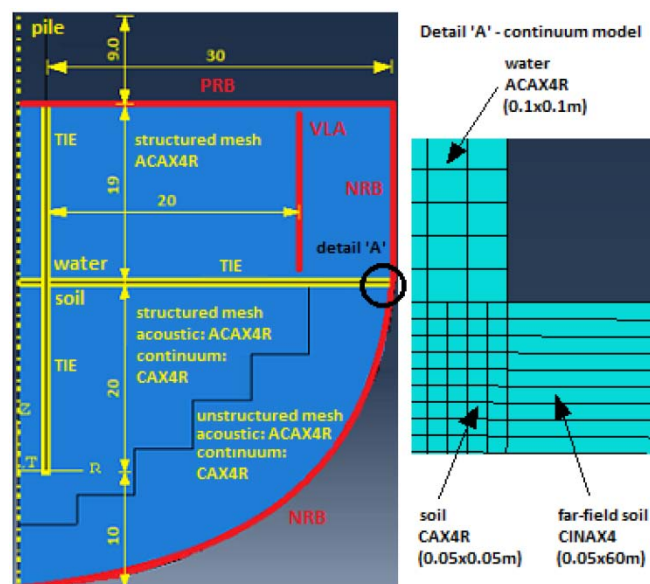 pile
9.0
30
PRB
TIE
structured mesh
ACAX4R
VLA
19
20
NRB
detail 'A'
water
TIE
soil
structured mesh
acoustic: ACAX4R
continuum:
CAX4R
TIE
20
unstructured mesh
acoustic: ACAX4R
continuum:
CAX4R
Z
T
R
10
NRB
Detail 'A' - continuum model
water
ACAX4R
(0.1x0.1m)
soil
CAX4R
(0.05x0.05m)
far-field soil
CINAX4
(0.05x60m)